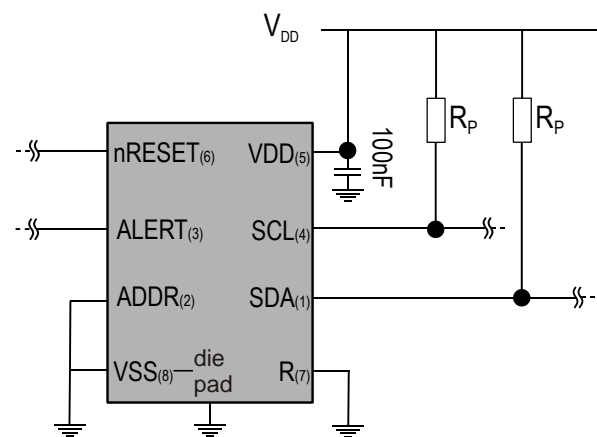 VDD
nRESET(6)
VDD(5)
100nF
RP
RP
ALERT(3)
SCL(4)
ADDR(2)
SDA(1)
VSS(8)
die
pad
R(7)